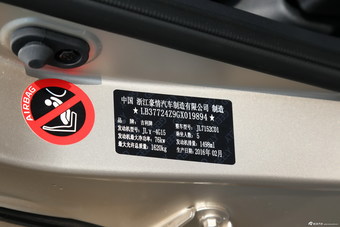 AIRBAG
中国 浙江豪情汽车制造有限公司 制造
★LB37724Z9GX019894★
品牌 吉利牌 整车型号 JL7152C01
发动机型号 JLγ-4G15 乘坐人数 5
发动机最大净功率 76kw 发动机排量 1498ml
最大允许总质量 1620kg 生产日期 2016年02月